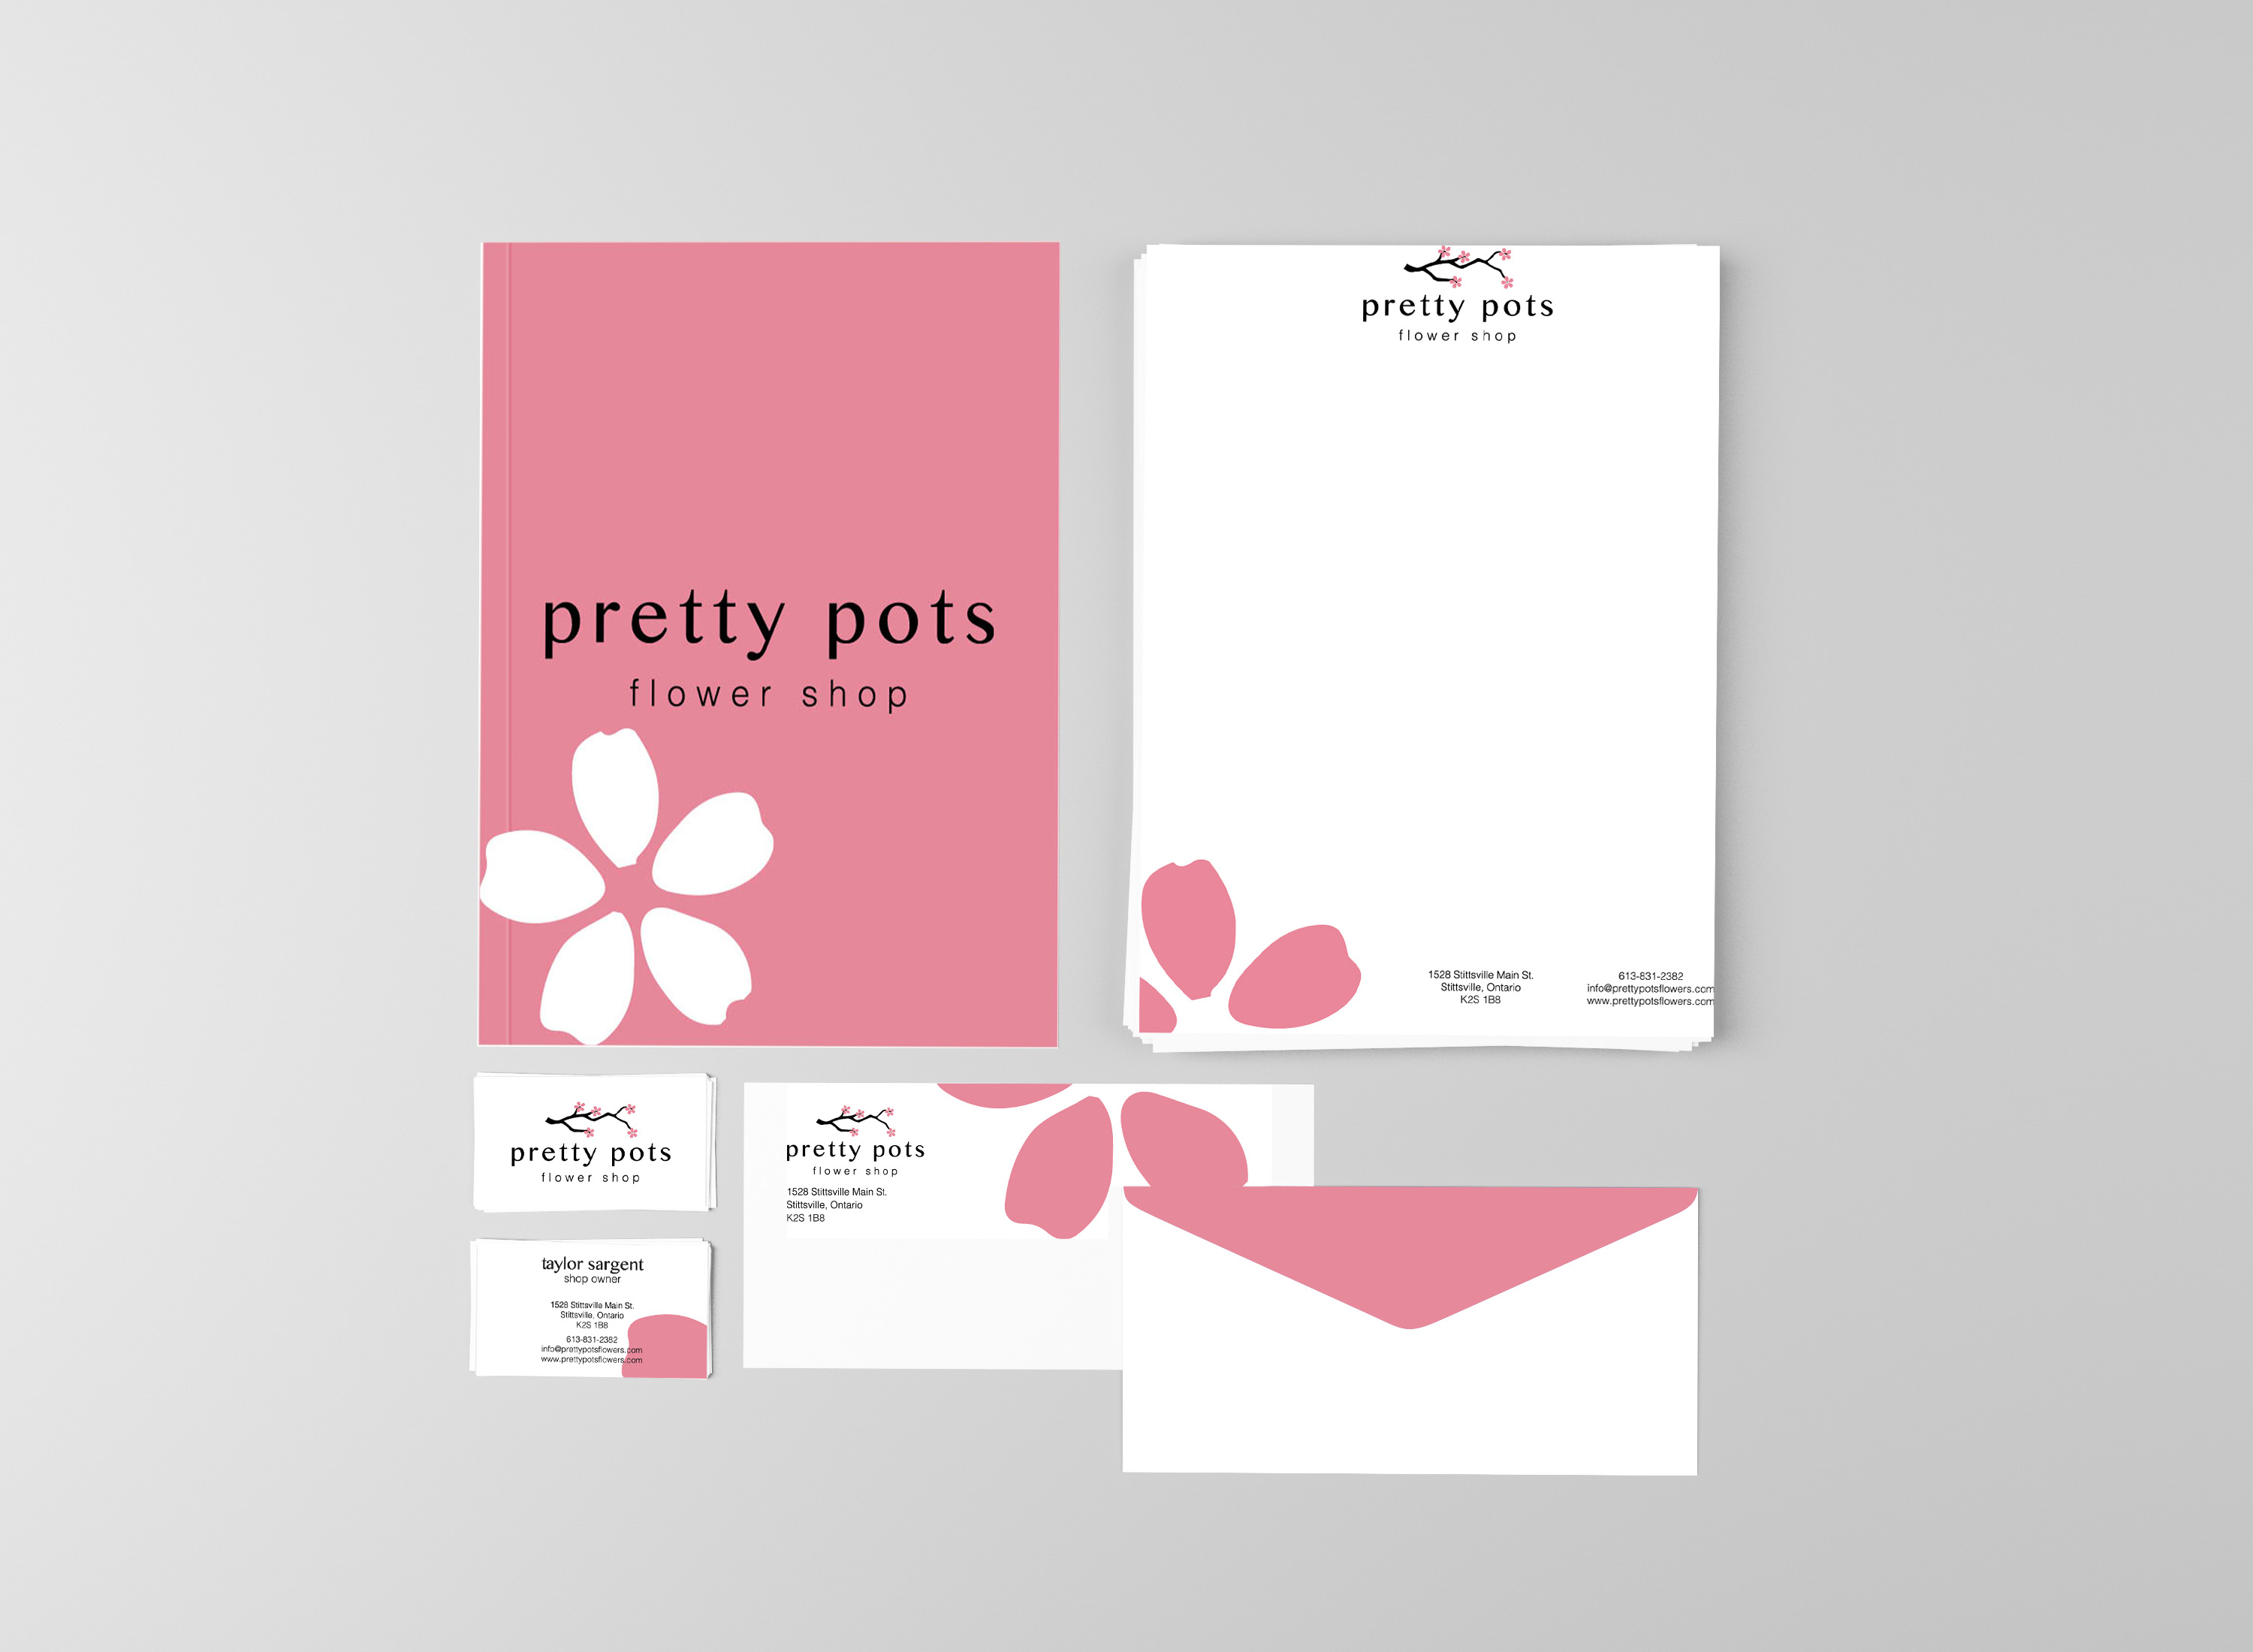 pretty pots
flower shop
pretty pots
flower shop
1528 Stittsville Main St.
Stittsville, Ontario
K2S 1B8
613-831-2382
info@prettypotsflowers.com
www.prettypotsflowers.com
pretty pots
flower shop
taylor sargent
shop owner
1528 Stittsville Main St.
Stittsville, Ontario
K2S 1B8
613-831-2382
info@prettypotsflowers.com
www.prettypotsflowers.com
pretty pots
flower shop
1528 Stittsville Main St.
Stittsville, Ontario
K2S 1B8